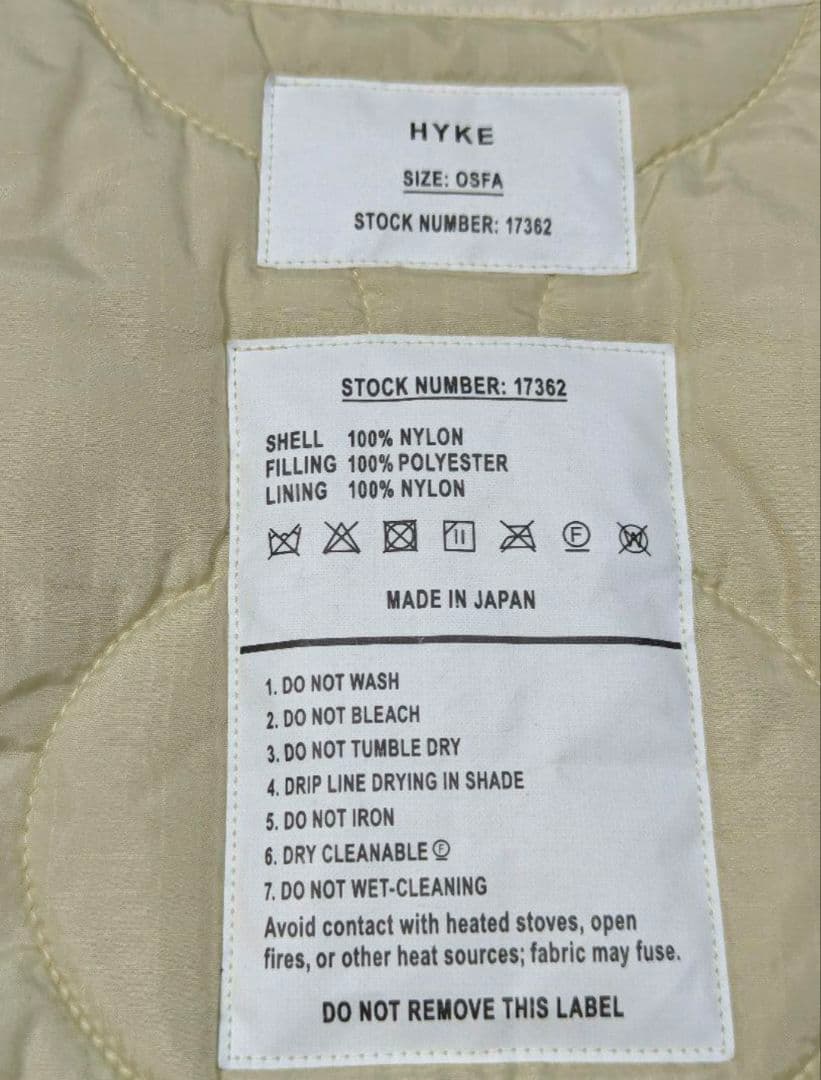 HYKE
SIZE: OSFA
STOCK NUMBER: 17362
STOCK NUMBER: 17362
SHELL 100% NYLON
FILLING 100% POLYESTER
LINING 100% NYLON
F W
MADE IN JAPAN
1. DO NOT WASH
2. DO NOT BLEACH
3. DO NOT TUMBLE DRY
4. DRIP LINE DRYING IN SHADE
5. DO NOT IRON
6. DRY CLEANABLE Ⓕ
7. DO NOT WET-CLEANING
Avoid contact with heated stoves, open
fires, or other heat sources; fabric may fuse.
DO NOT REMOVE THIS LABEL